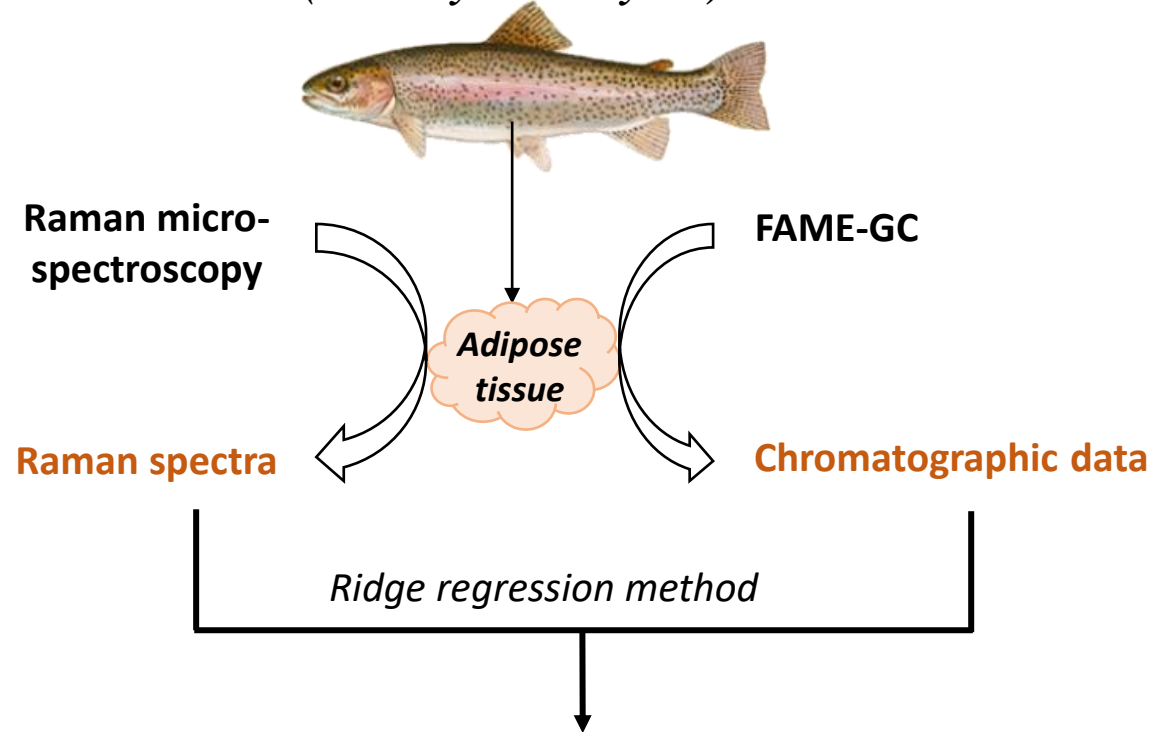 Raman micro-
spectroscopy
FAME-GC
Adipose
tissue
Raman spectra
Chromatographic data
Ridge regression method